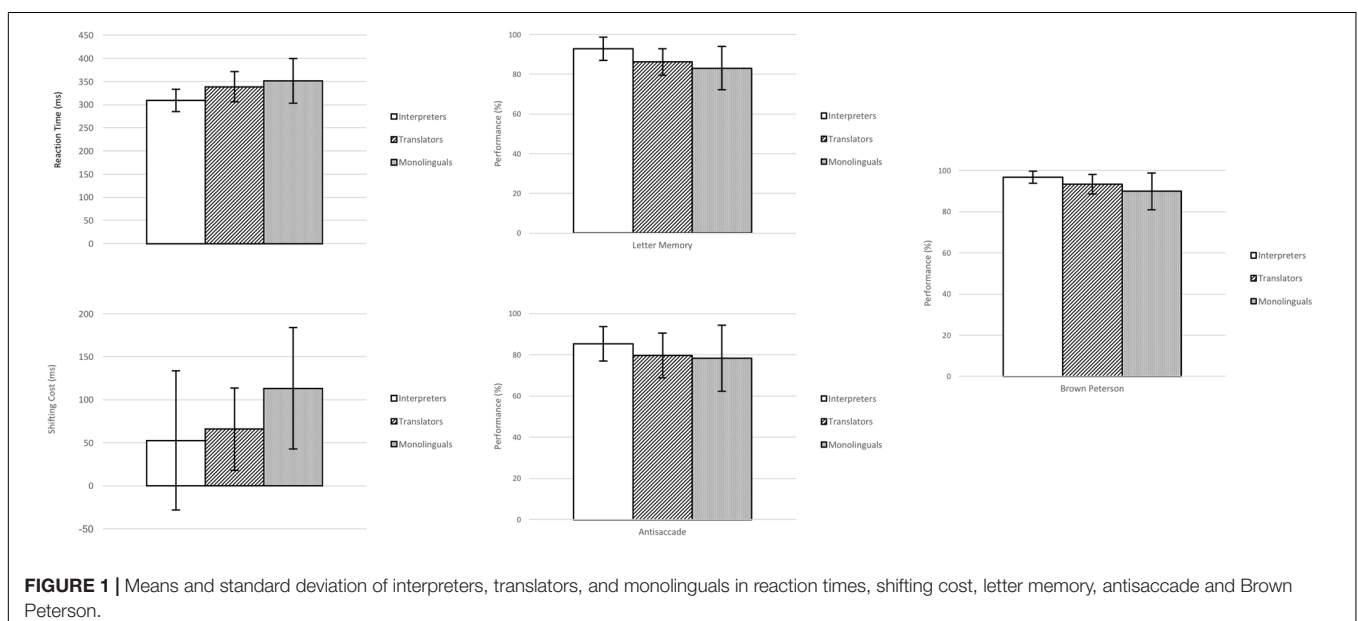 Reaction Time (ms)
450
400
350
300
250
200
150
100
50
0
Interpreters
Translators
Monolinguals
Performance (%)
100
80
60
40
20
0
Letter Memory
Interpreters
Translators
Monolinguals
Performance (%)
100
80
60
40
20
0
Brown Peterson
Interpreters
Translators
Monolinguals
Shifting Cost (ms)
200
150
100
50
0
-50
Interpreters
Translators
Monolinguals
Performance (%)
100
80
60
40
20
0
Antisaccade
Interpreters
Translators
Monolinguals
FIGURE 1 | Means and standard deviation of interpreters, translators, and monolinguals in reaction times, shifting cost, letter memory, antisaccade and Brown
Peterson.